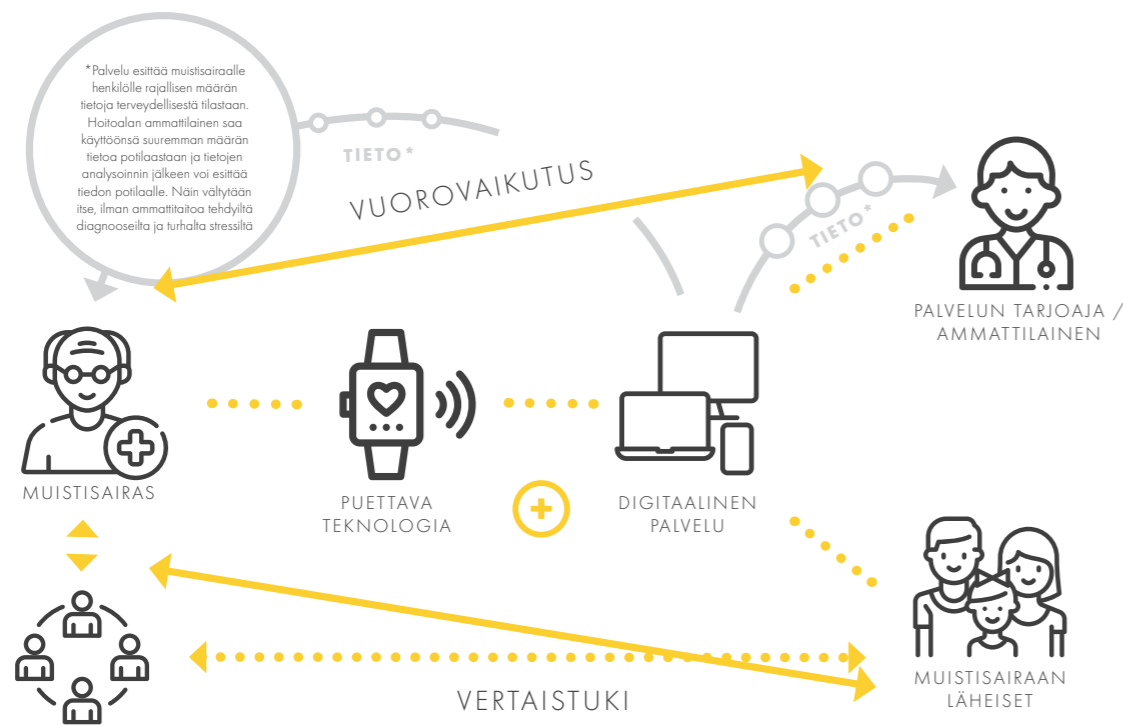 *Palvelu esittää muistisairaalle
henkilölle rajallisen määrän
tietoja terveydellisestä tilastaan.
Hoitoalan ammattilainen saa
käyttöönsä suuremman määrän
tietoa potilaastaan ja tietojen
analysoinnin jälkeen voi esittää
tiedon potilaalle. Näin vältytään
itse, ilman ammattitaitoa tehdyiltä
diagnooseilta ja turhalta stressiltä
TIETO*
VUOROVAIKUTUS
TIETO*
PALVELUN TARJOAJA /
AMMATTILAINEN
MUISTISAIRAS
PUETTAVA
TEKNOLOGIA
DIGITAALINEN
PALVELU
VERTAISTUKI
MUISTISAIRAAN
LÄHEISET